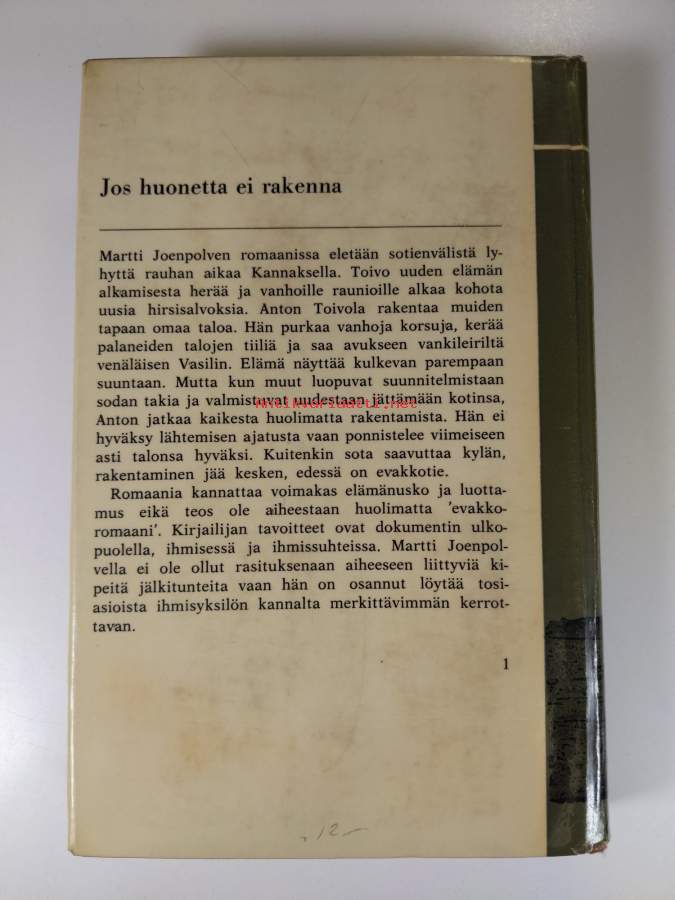 Jos huonetta ei rakenna
Martti Joenpolven romaanissa eletään sotienvälistä ly-
hyttä rauhan aikaa Kannaksella. Toivo uuden elämän
alkamisesta herää ja vanhoille raunioille alkaa kohota
uusia hirsisalvoksia. Anton Toivola rakentaa muiden
tapaan omaa taloa. Hän purkaa vanhoja korsuja, kerää
palaneiden talojen tiiliä ja saa avukseen vankileiriltä
venäläisen Vasilin. Elämä näyttää kulkevan parempaan
suuntaan. Mutta kun muut luopuvat suunnitelmistaan
sodan takia ja valmistuvat uudestaan jättämään kotinsa,
Antikvariaatti.net
Anton jatkaa kaikesta huolimatta rakentamista. Hän ei
hyväksy lähtemisen ajatusta vaan ponnistelee viimeiseen
asti talonsa hyväksi. Kuitenkin sota saavuttaa kylän,
rakentaminen jää kesken, edessä on evakkotie.
Romaania kannattaa voimakas elämänusko ja luotta-
mus eikä teos ole aiheestaan huolimatta 'evakko-
romaani'. Kirjailijan tavoitteet ovat dokumentin ulko-
puolella, ihmisessä ja ihmissuhteissa. Martti Joenpol-
vella ei ole ollut rasituksenaan aiheeseen liittyviä ki-
peitä jälkitunteita vaan hän on osannut löytää tosi-
asioista ihmisyksilön kannalta merkittävimmän kerrot-
tavan.
1
12-